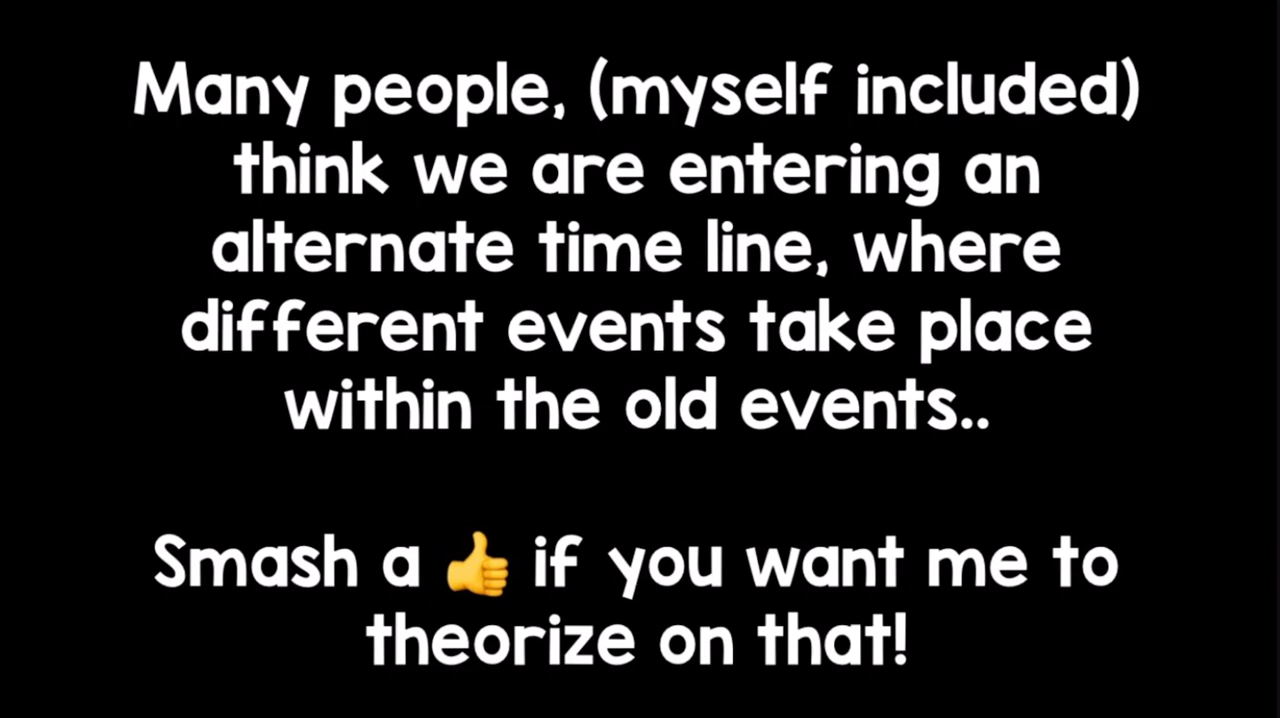 Many people, (myself included)
think we are entering an
alternate time line, where
different events take place
within the old events..
Smash a 👍 if you want me to
theorize on that!